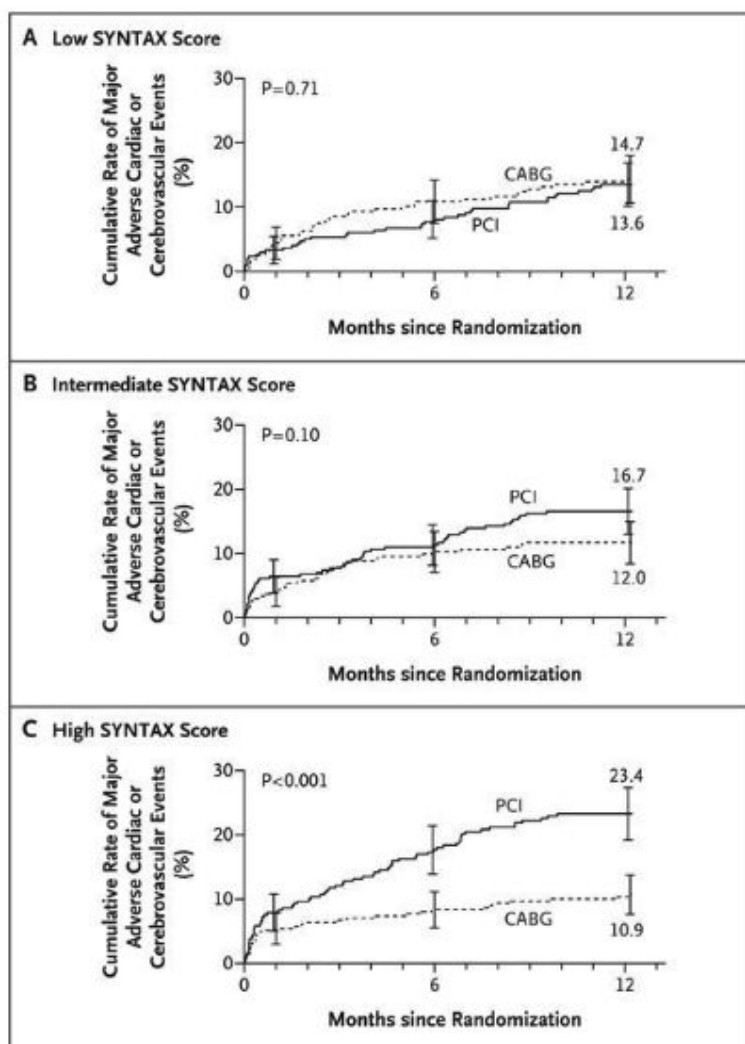 A Low SYNTAX Score
Cumulative Rate of Major
Adverse Cardiac or
Cerebrovascular Events
(%)
30
20
10
0
P=0.71
CABG
PCI
14.7
13.6
0
6
12
Months since Randomization
B Intermediate SYNTAX Score
Cumulative Rate of Major
Adverse Cardiac or
Cerebrovascular Events
(%)
30
20
10
0
P=0.10
PCI
CABG
16.7
12.0
0
6
12
Months since Randomization
C High SYNTAX Score
Cumulative Rate of Major
Adverse Cardiac or
Cerebrovascular Events
(%)
30
20
10
0
P<0.001
PCI
CABG
23.4
10.9
0
6
12
Months since Randomization